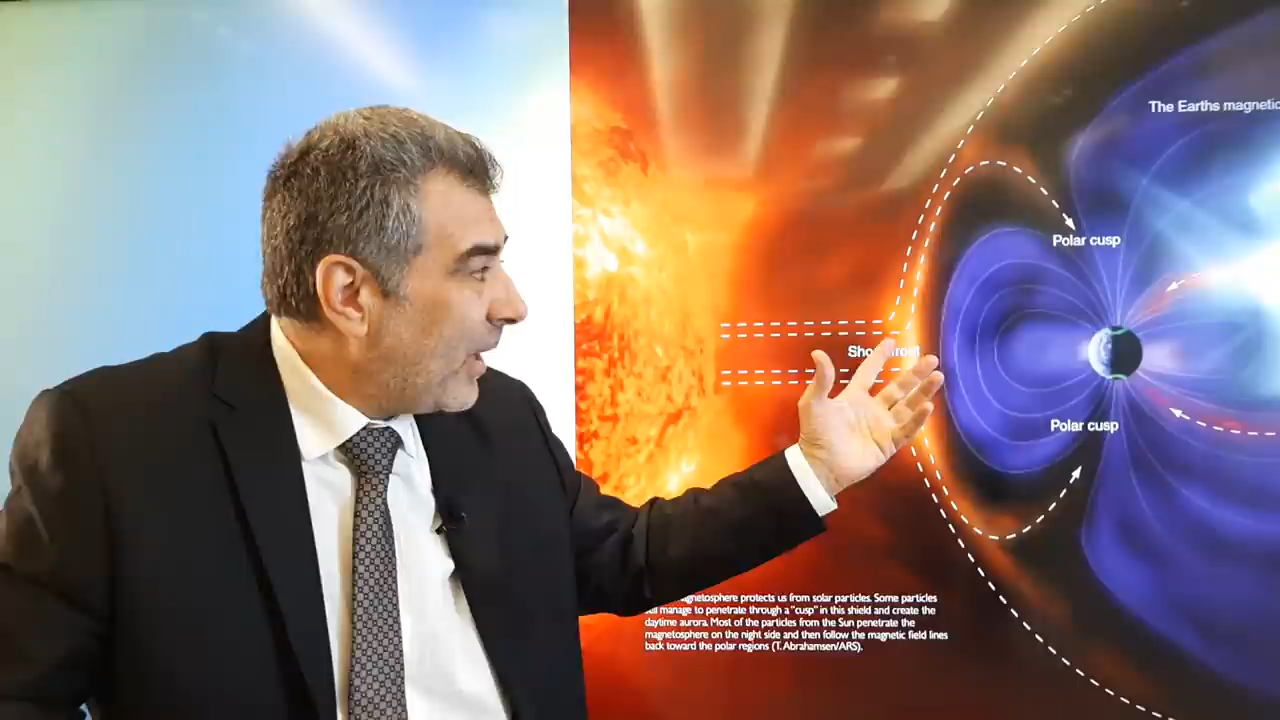 The Earths magnetic
Polar cusp
Polar cusp
magnetosphere protects us from solar particles. Some particles
manage to penetrate through a "cusp" in this shield and create the
daytime aurora. Most of the particles from the Sun penetrate the
magnetosphere on the night side and then follow the magnetic field lines
back toward the polar regions (T. Abrahamsen/ARS).